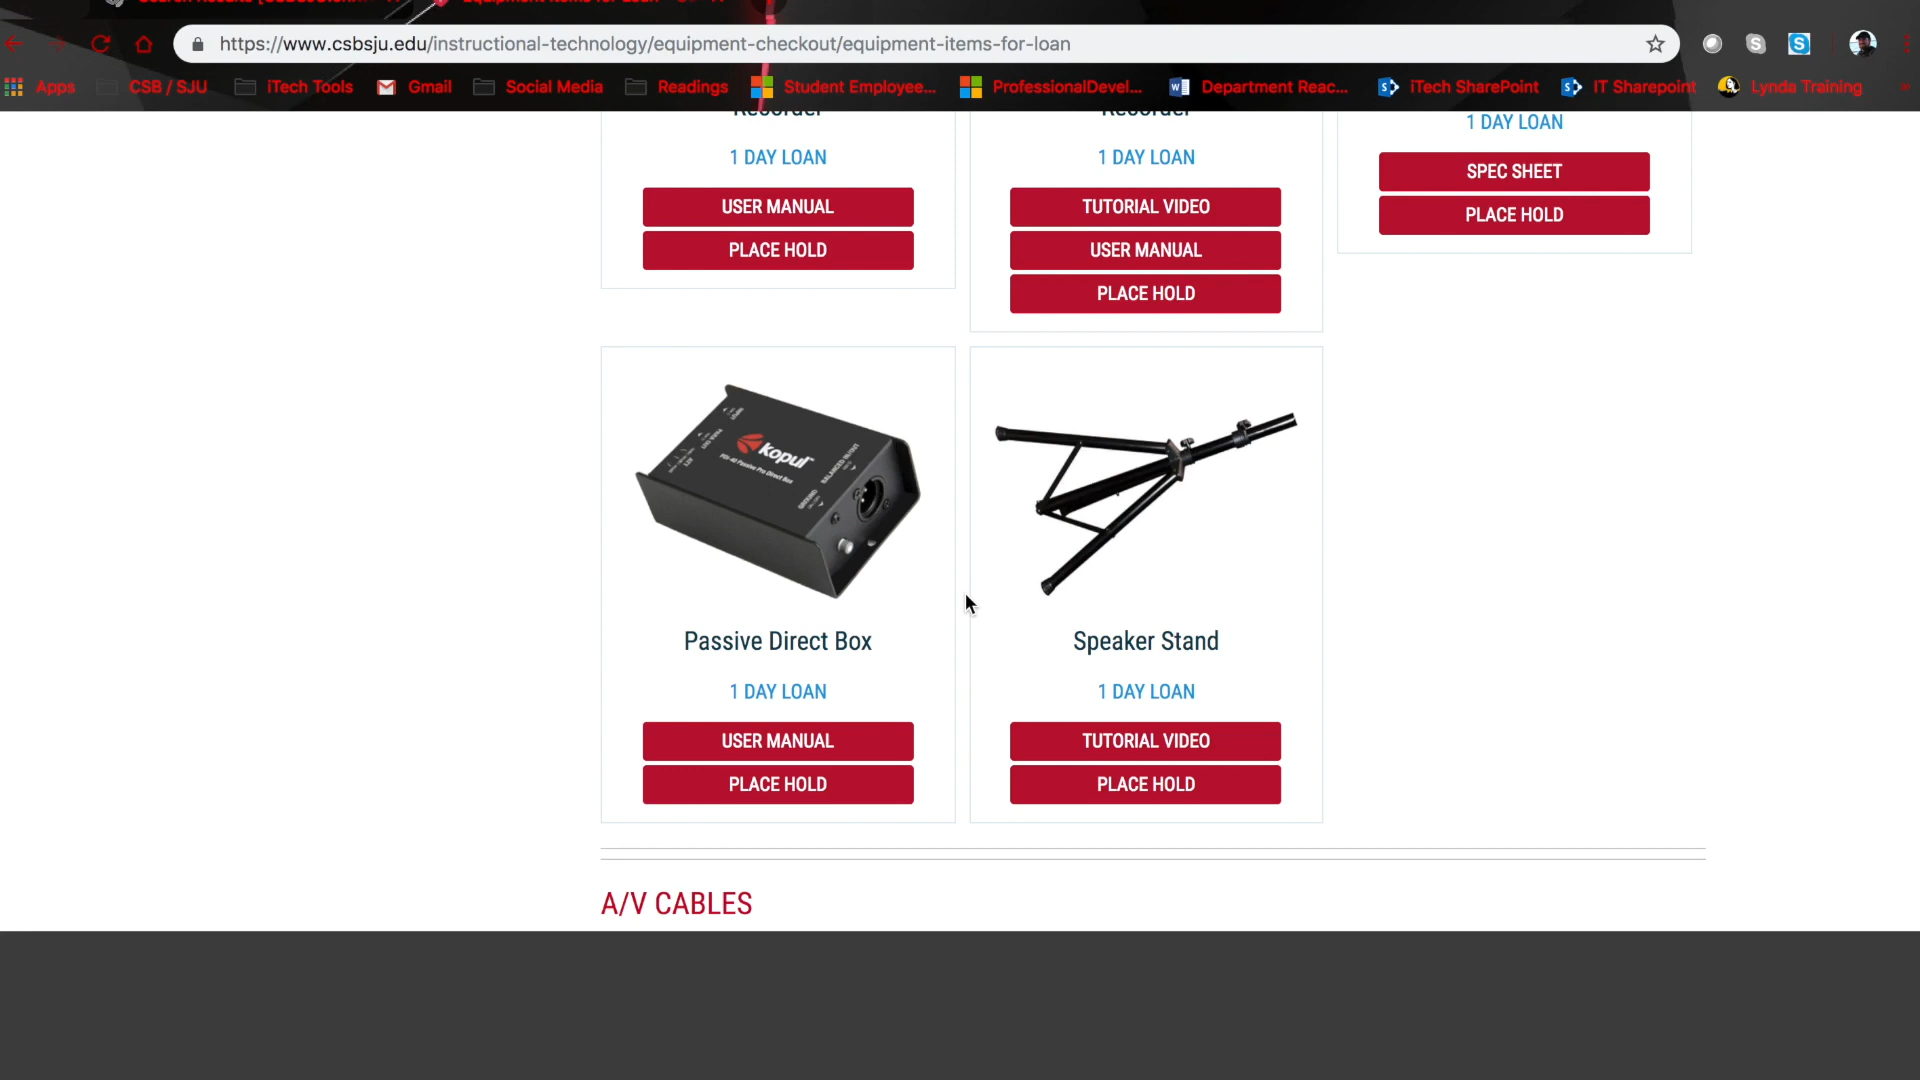 https://www.csbsju.edu/instructional-technology/equipment-checkout/equipment-items-for-loan
Apps CSB / SJU iTech Tools Gmail Social Media Readings Student Employee... ProfessionalDevel... Department Reac... iTech SharePoint IT Sharepoint Lynda Training
Recorder Recorder
1 DAY LOAN 1 DAY LOAN 1 DAY LOAN
USER MANUAL TUTORIAL VIDEO SPEC SHEET
PLACE HOLD USER MANUAL PLACE HOLD
PLACE HOLD
Kopul
Passive Direct Box Speaker Stand
1 DAY LOAN 1 DAY LOAN
USER MANUAL TUTORIAL VIDEO
PLACE HOLD PLACE HOLD
A/V CABLES